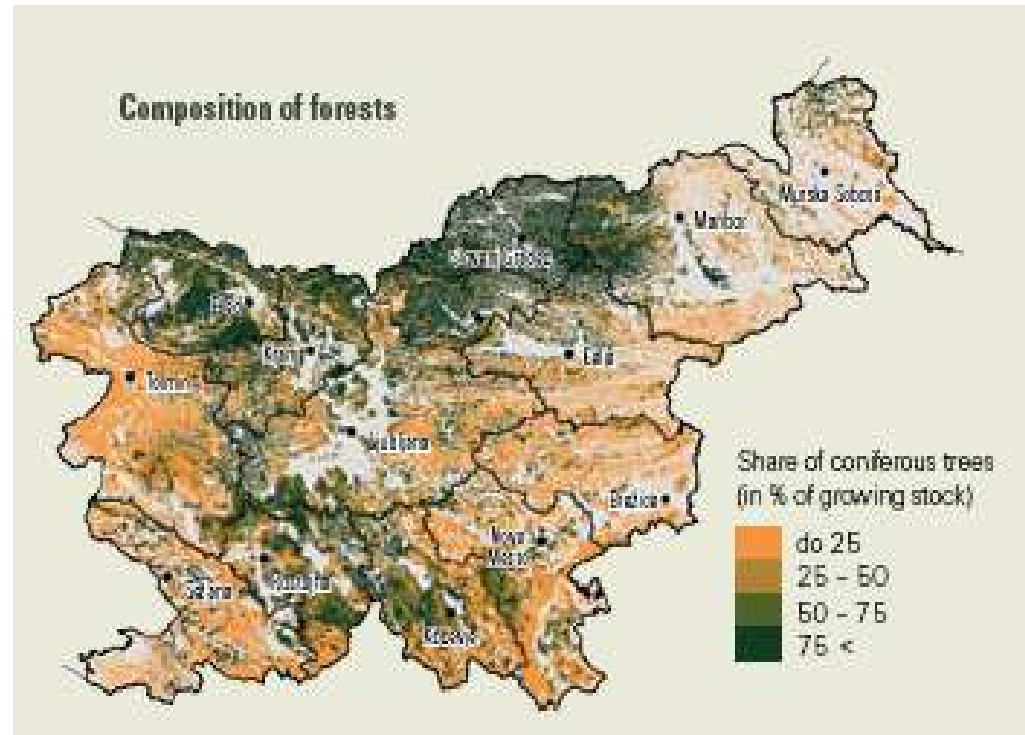 Composition of forests
Murska Sobota
Maribor
Slovenj Gradec
Bled
Kranj
Celje
Tolmin
Ljubljana
Brežice
Novo
Mesto
Sežana
Postojna
Kočevje
Share of coniferous trees
(in % of growing stock)
do 25
25 - 50
50 - 75
75 <